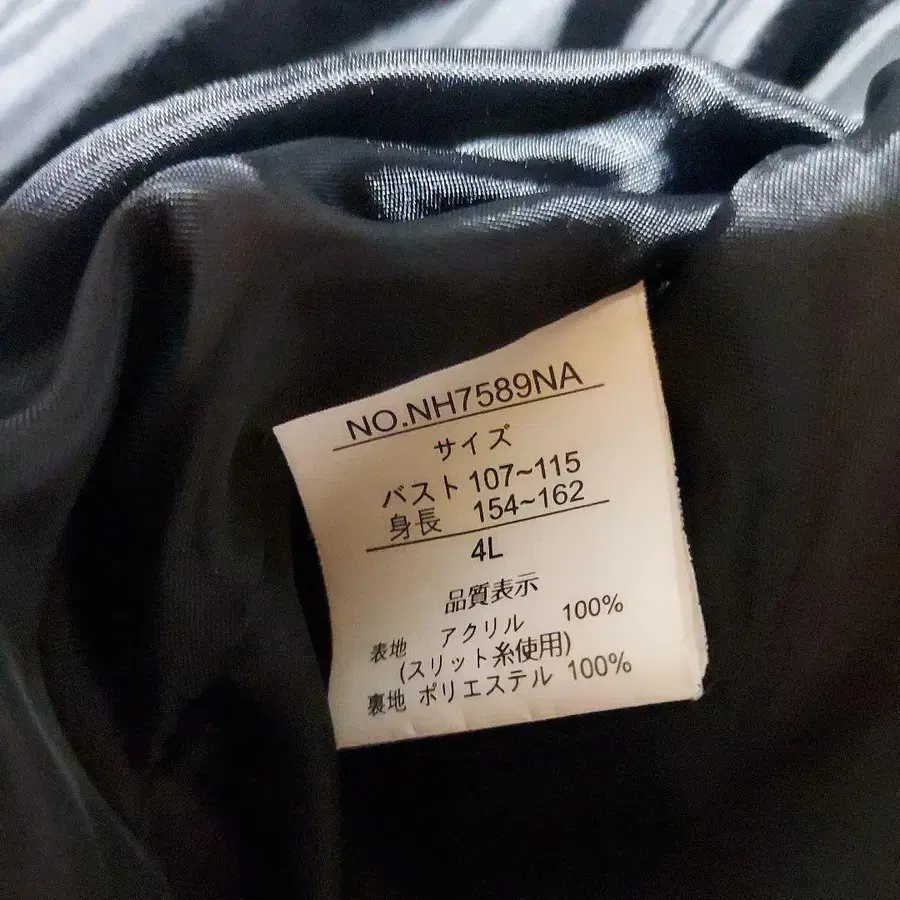 NO.NH7589NA
サイズ
バスト 107~115
身長 154~162
4L
品質表示
表地 アクリル 100%
(スリット糸使用)
裏地 ポリエステル 100%